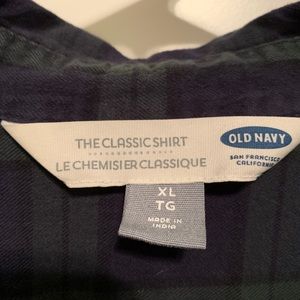 THE CLASSIC SHIRT
LE CHEMISIER CLASSIQUE
OLD NAVY
SAN FRANCISCO
CALIFORNIA
XL
TG
MADE IN
INDIA